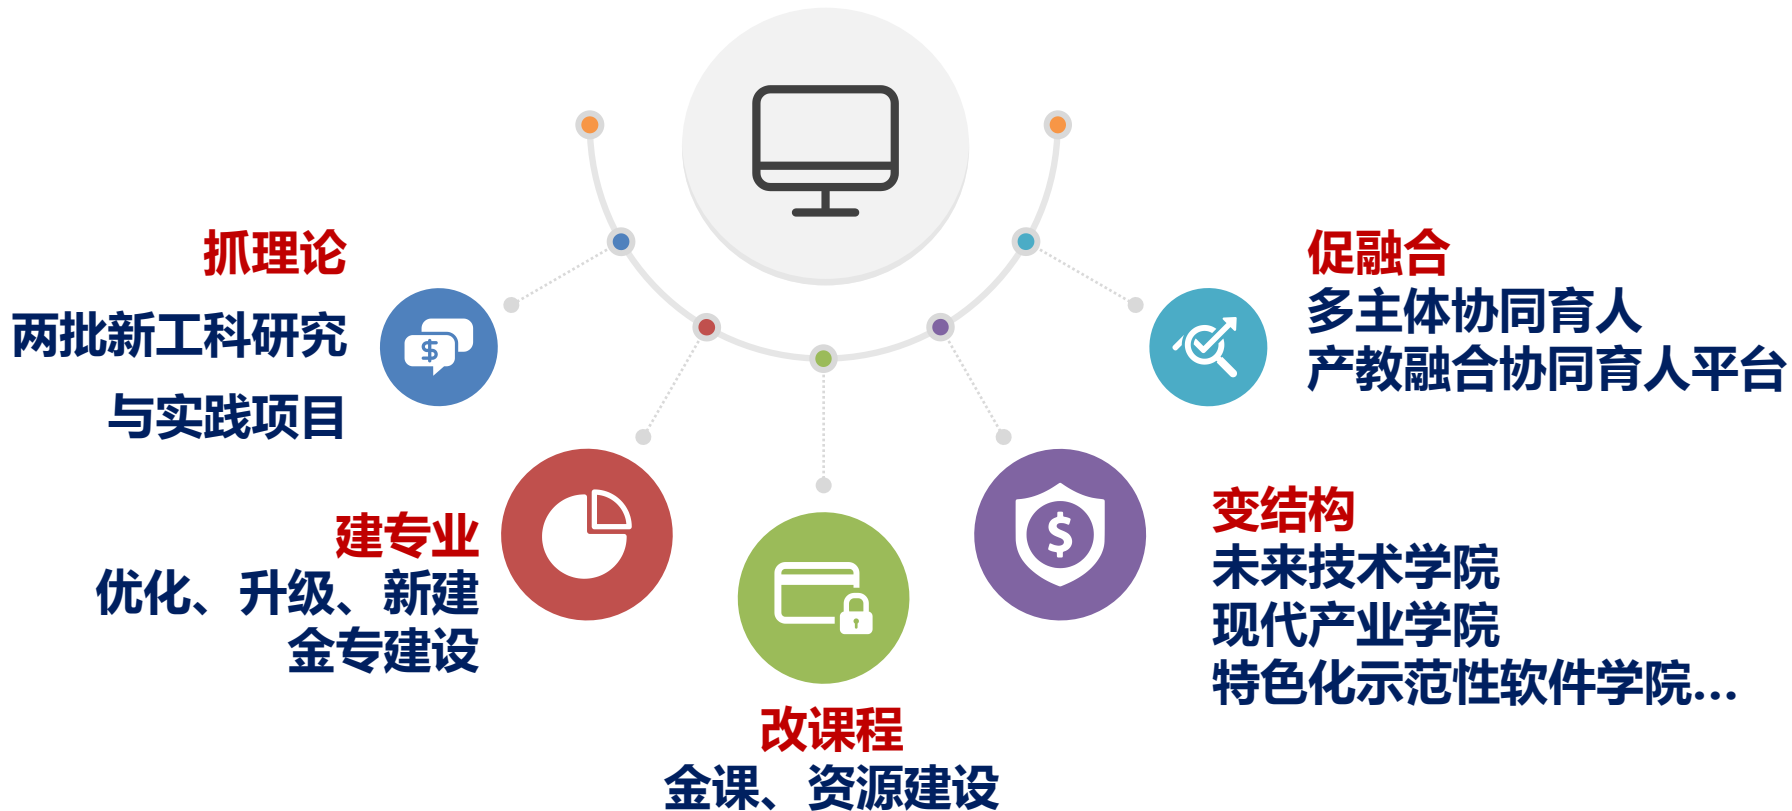 抓理论
两批新工科研究
与实践项目
建专业
优化、升级、新建
金专建设
改课程
金课、资源建设
变结构
未来技术学院
现代产业学院
特色化示范性软件学院...
促融合
多主体协同育人
产教融合协同育人平台
$
$